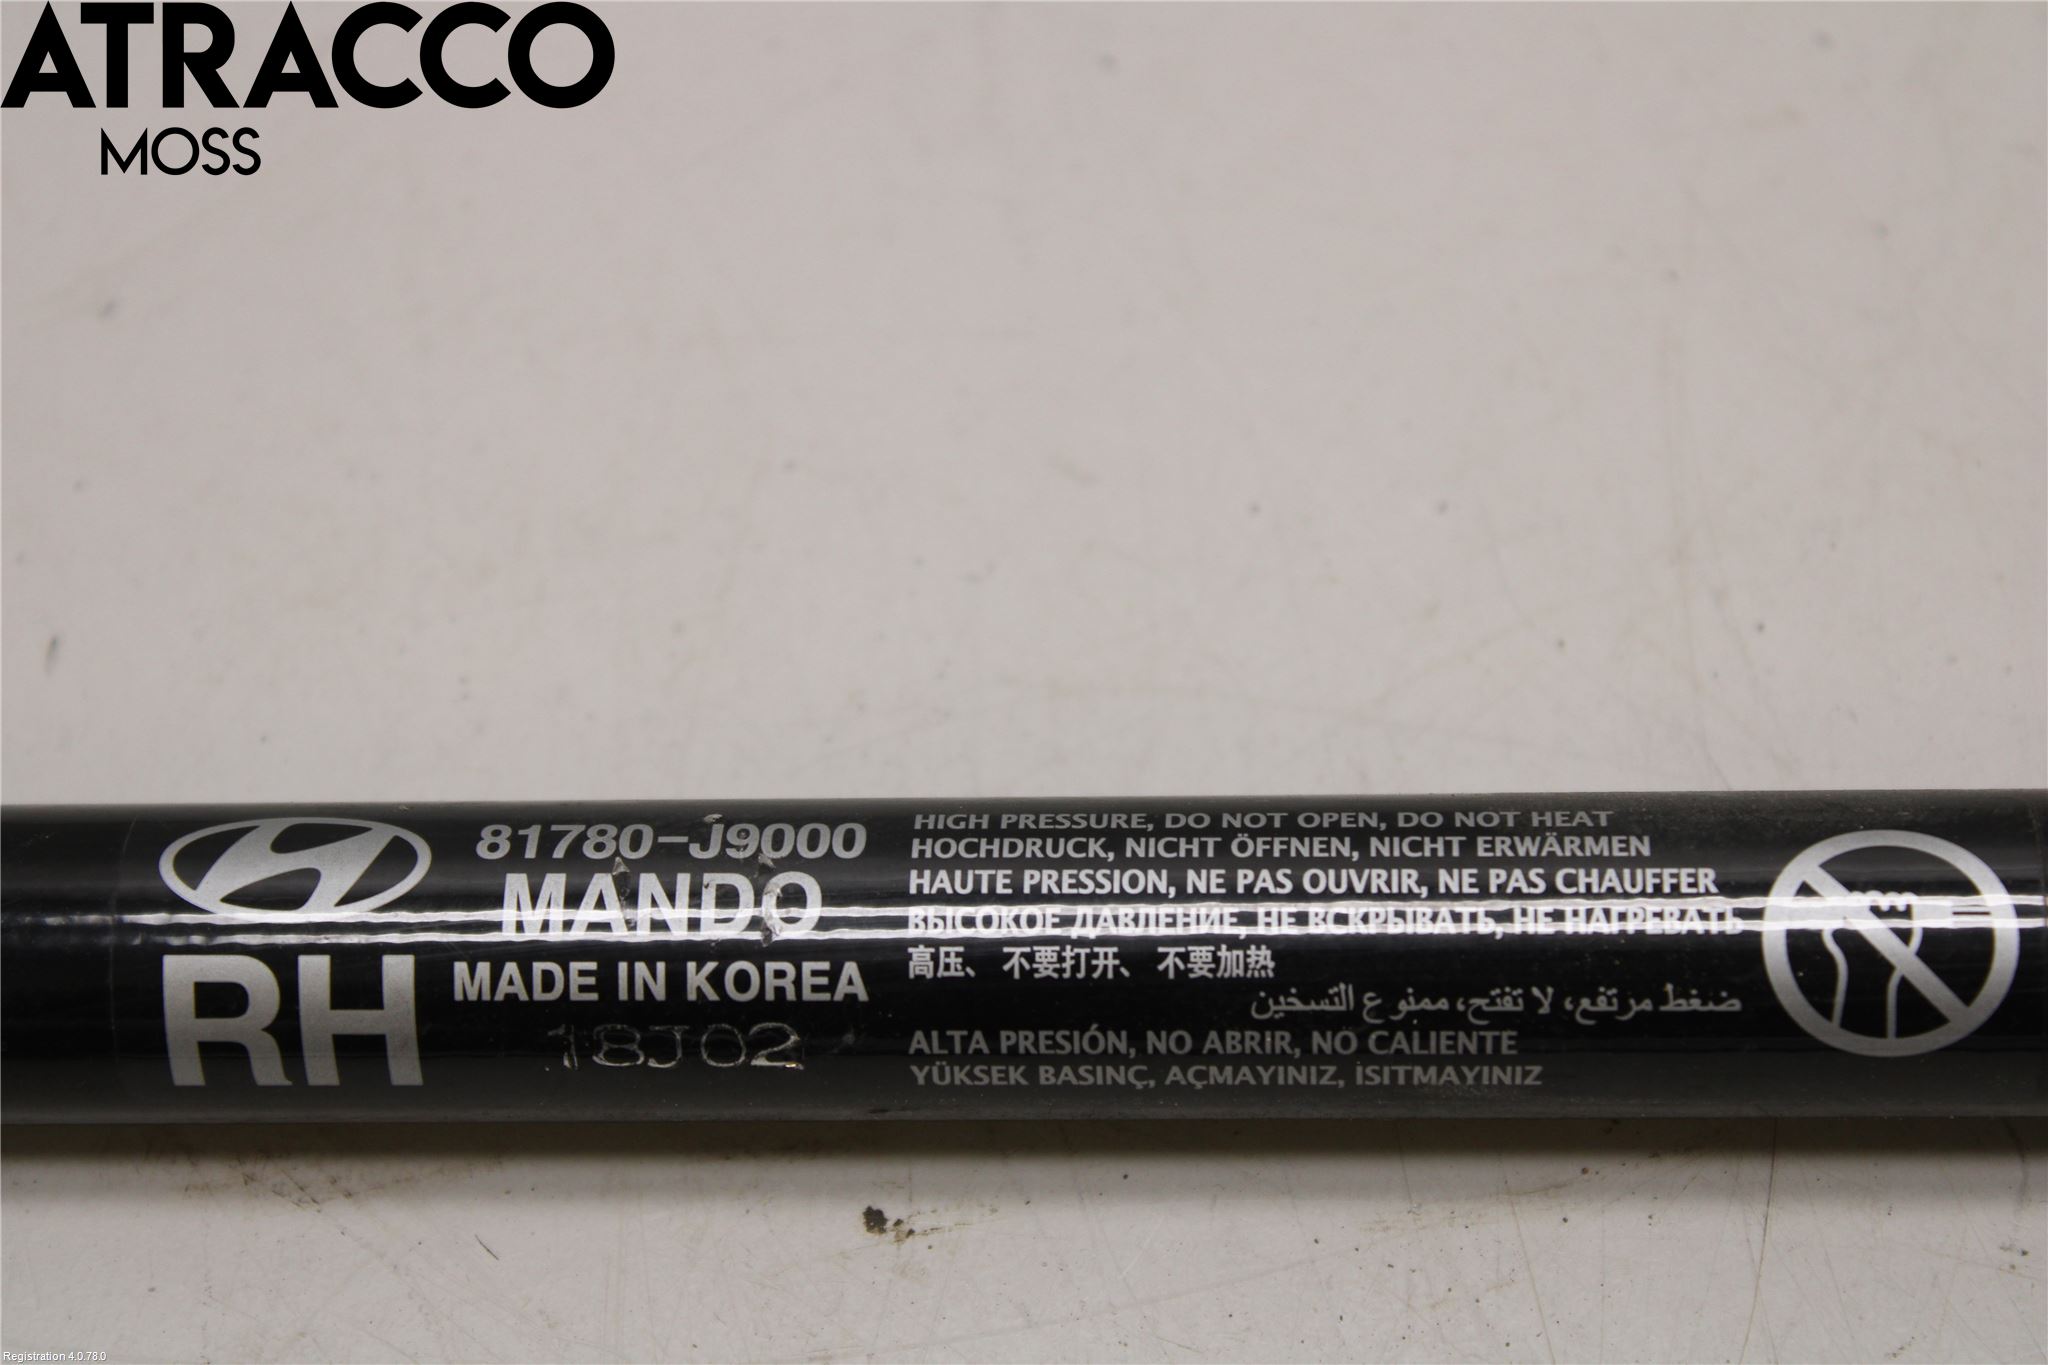 ATRACCO
MOSS
81780-J9000
MANDO
RH
MADE IN KOREA
18J02
HIGH PRESSURE, DO NOT OPEN, DO NOT HEAT
HOCHDRUCK, NICHT ÖFFNEN, NICHT ERWÄRMEN
HAUTE PRESSION, NE PAS OUVRIR, NE PAS CHAUFFER
ВЫСОКОЕ ДАВЛЕНИЕ, НЕ ВСКРЫВАТЬ, НЕ НАГРЕВАТЬ
高压、不要打开、不要加热
ضغط مرتفع، لا تفتح، ممنوع التسخين
ALTA PRESIÓN, NO ABRIR, NO CALIENTE
YÜKSEK BASINÇ, AÇMAYINIZ, İSITMAYINIZ
Registration 4.0.78.0